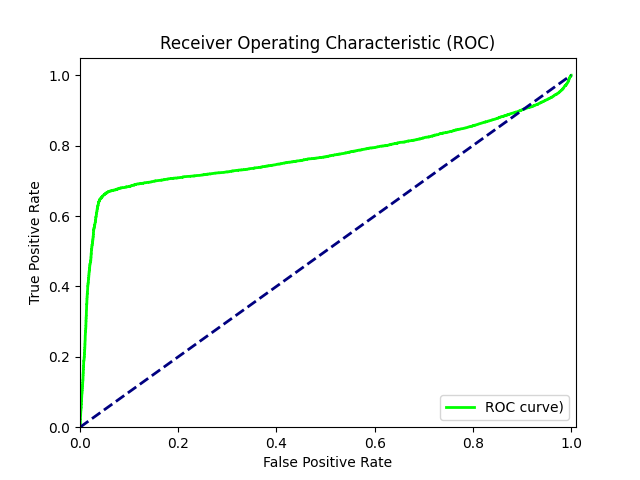 Receiver Operating Characteristic (ROC)
1.0
0.8
0.6
0.4
0.2
0.0
True Positive Rate
ROC curve)
0.0 0.2 0.4 0.6 0.8 1.0
False Positive Rate